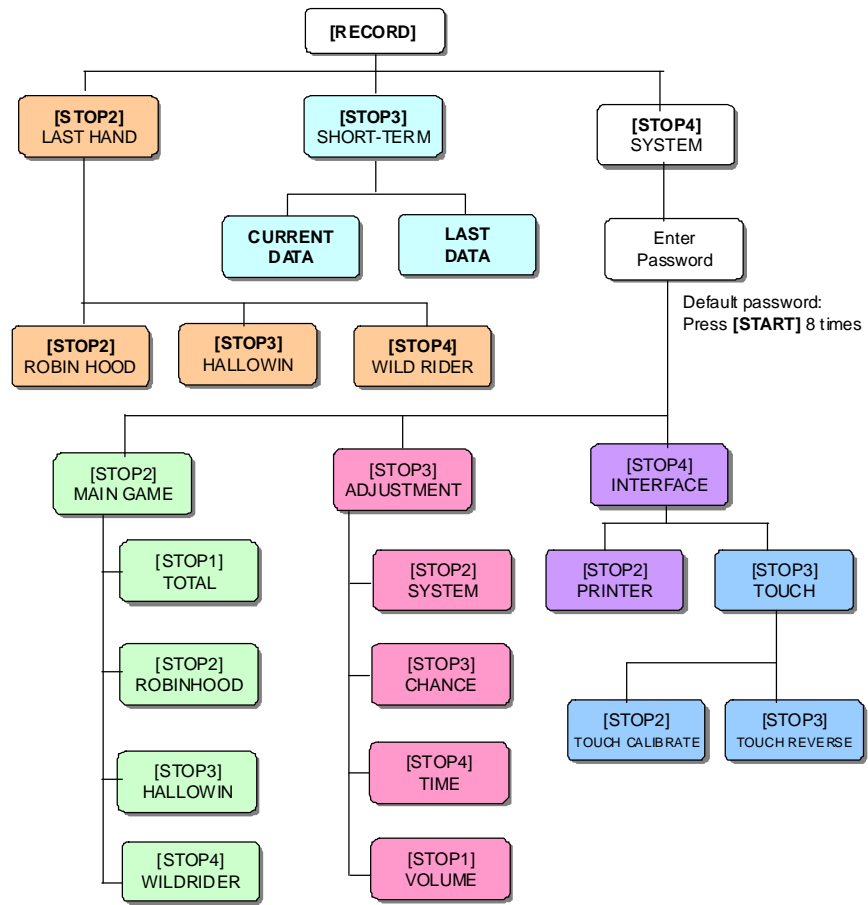 [RECORD]
[STOP2]
LAST HAND
[STOP3]
SHORT-TERM
[STOP4]
SYSTEM
CURRENT
DATA
LAST
DATA
Enter
Password
Default password:
Press [START] 8 times
[STOP2]
ROBIN HOOD
[STOP3]
HALLOWIN
[STOP4]
WILD RIDER
[STOP2]
MAIN GAME
[STOP3]
ADJUSTMENT
[STOP4]
INTERFACE
[STOP1]
TOTAL
[STOP2]
ROBINHOOD
[STOP3]
HALLOWIN
[STOP4]
WILDRIDER
[STOP2]
SYSTEM
[STOP3]
CHANCE
[STOP4]
TIME
[STOP1]
VOLUME
[STOP2]
PRINTER
[STOP3]
TOUCH
[STOP2]
TOUCH CALIBRATE
[STOP3]
TOUCH REVERSE